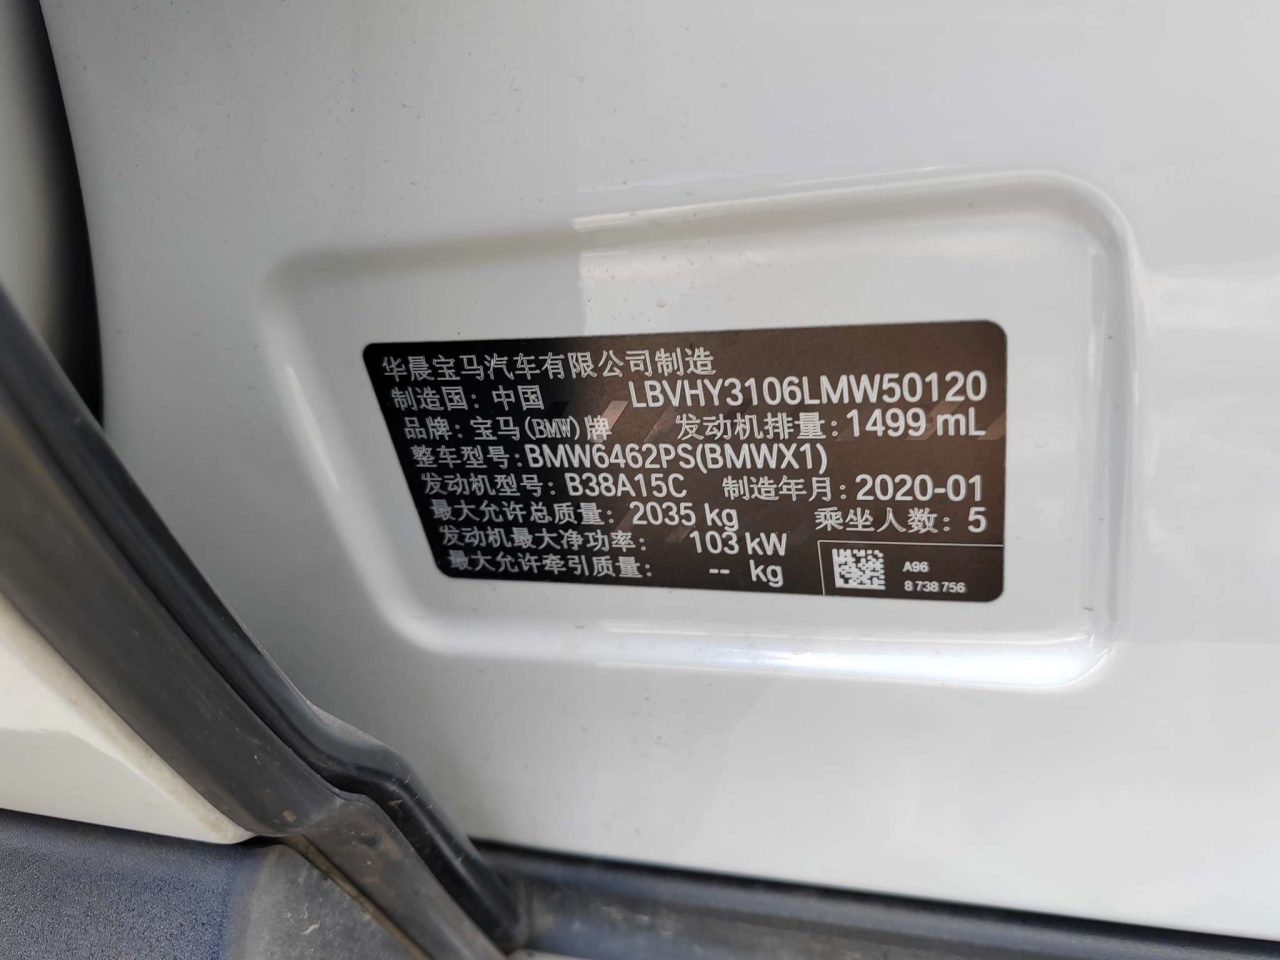 华晨宝马汽车有限公司制造
制造国: 中国 LBVHY3106LMW50120
品牌: 宝马(BMW)牌 发动机排量: 1499 mL
整车型号: BMW6462PS(BMWX1)
发动机型号: B38A15C 制造年月: 2020-01
最大允许总质量: 2035 kg 乘坐人数: 5
发动机最大净功率: 103 kW
最大允许牵引质量: -- kg
A96
8 738 756